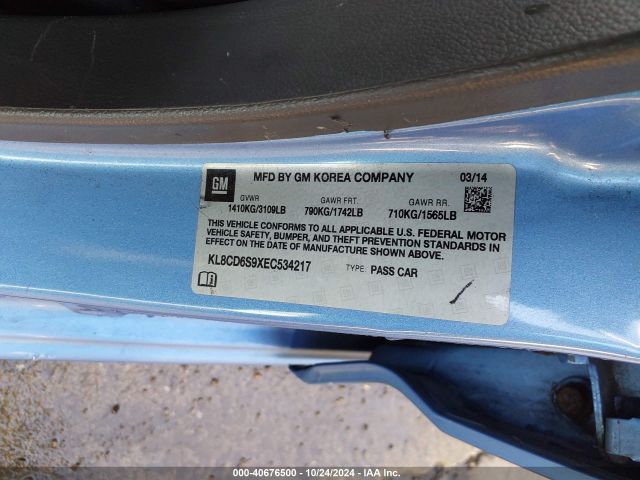 GM
MFD BY GM KOREA COMPANY
03/14
GVWR
GAWR FRT.
GAWR RR.
1410KG/3109LB
790KG/1742LB
710KG/1565LB
THIS VEHICLE CONFORMS TO ALL APPLICABLE U.S. FEDERAL MOTOR
VEHICLE SAFETY, BUMPER, AND THEFT PREVENTION STANDARDS IN
EFFECT ON THE DATE OF MANUFACTURE SHOWN ABOVE.
KL8CD6S9XEC534217
TYPE: PASS CAR
000-40676500 - 10/24/2024 - IAA Inc.